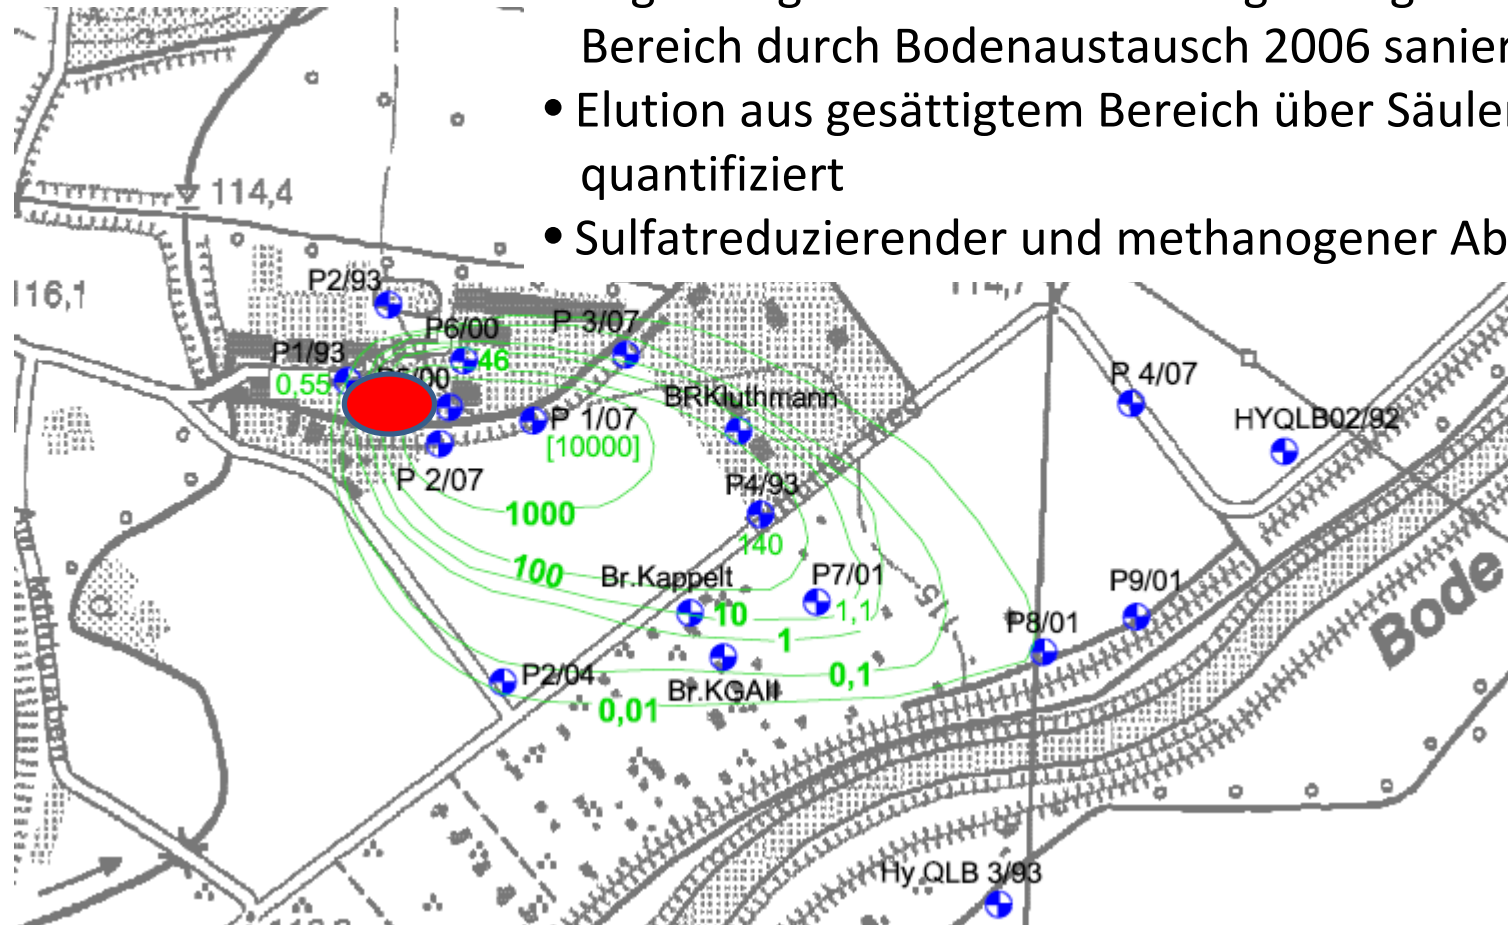 Bereich durch Bodenaustausch 2006 sanier
• Elution aus gesättigtem Bereich über Säule
quantifiziert
• Sulfatreduzierender und methanogener Ab
114,4
116,1
P2/93
P6/00
P 3/07
46
P1/93
0,55
BRKluthmann
R 4/07
HYQLB02/92
P 1/07
[10000]
P 2/07
P4/93
1000
140
100
Br.Kappelt
P7/01
1,1
P9/01
10
1
P8/01
Bode
P2/04
Br.KGAII
0,1
0,01
Hy QLB 3/93